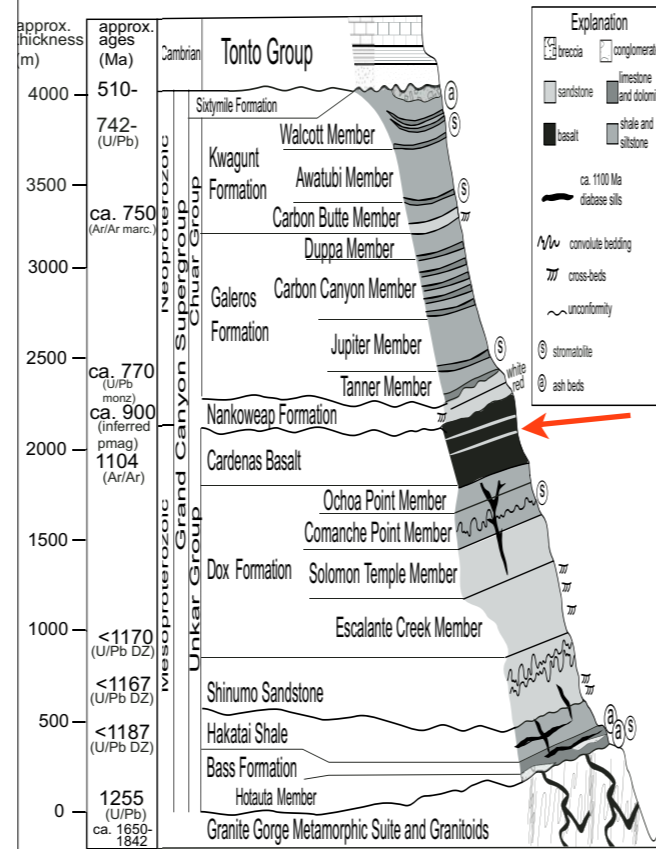 approx.
thickness
(m)
approx.
ages
(Ma)
Cambrian
Tonto Group
4000
510-
Sixtymile Formation
742-
(U/Pb)
Walcott Member
Kwagunt
Formation
Awatubi Member
3500
ca. 750
(Ar/Ar marc.)
Carbon Butte Member
Duppa Member
3000
Carbon Canyon Member
Galeros
Formation
Jupiter Member
2500
ca. 770
(U/Pb
monz)
Tanner Member
white
red
ca. 900
(inferred
pmag)
Nankoweap Formation
2000
1104
(Ar/Ar)
Cardenas Basalt
Ochoa Point Member
Comanche Point Member
1500
Dox Formation
Solomon Temple Member
Escalante Creek Member
1000
<1170
(U/Pb DZ)
<1167
(U/Pb DZ)
Shinumo Sandstone
500
<1187
(U/Pb DZ)
Hakatai Shale
Bass Formation
Hotauta Member
0
1255
(U/Pb)
ca. 1650-
1842
Granite Gorge Metamorphic Suite and Granitoids
Neoproterozoic
Mesoproterozoic
Grand Canyon Supergroup
Chuar Group
Unkar Group
a
s
s
s
s
a
a
s
Explanation
breccia
conglomerate
sandstone
limestone
and dolomi
basalt
shale and
siltstone
ca. 1100 Ma
diabase sills
convolute bedding
cross-beds
unconformity
s stromatolite
a ash beds